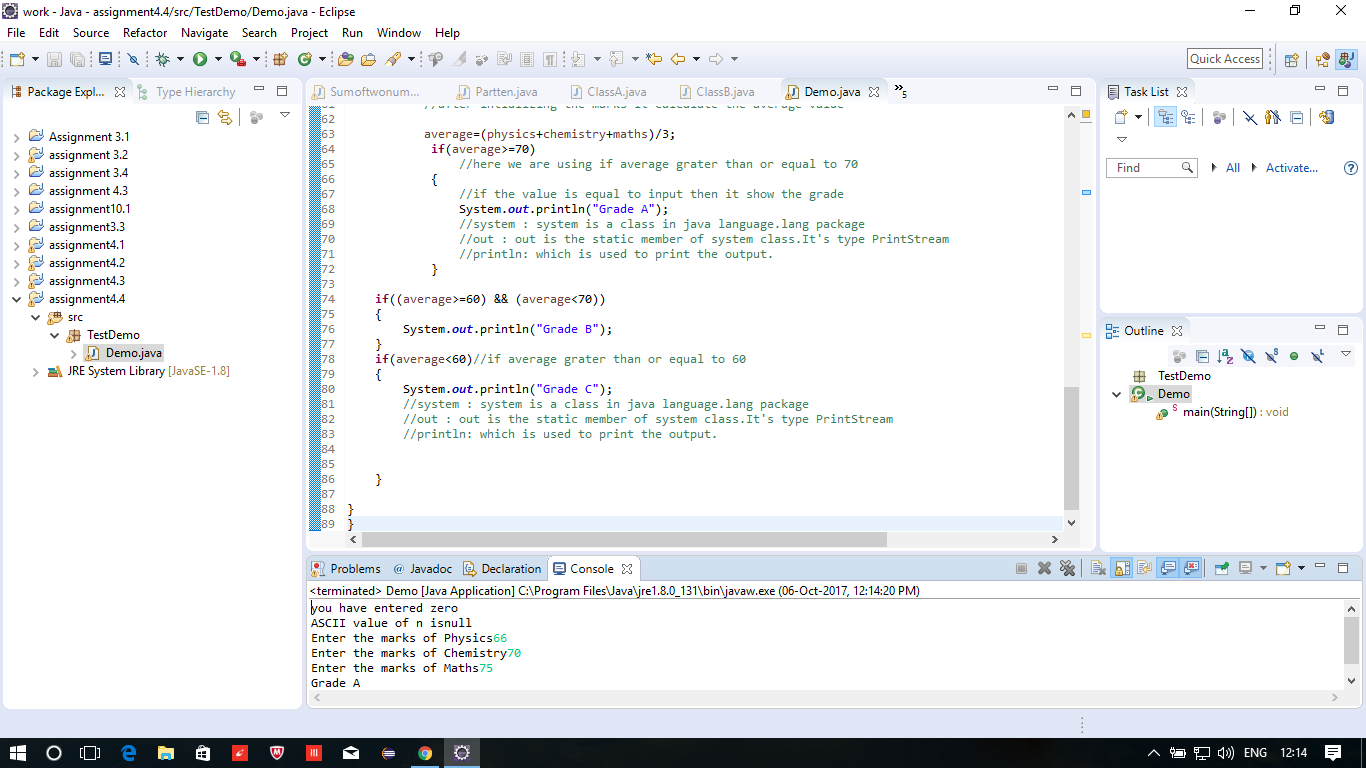 work - Java - assignment4.4/src/TestDemo/Demo.java - Eclipse
File Edit Source Refactor Navigate Search Project Run Window Help
Quick Access
Package Expl... Type Hierarchy
Assignment 3.1
assignment 3.2
assignment 3.4
assignment 4.3
assignment10.1
assignment3.3
assignment4.1
assignment4.2
assignment4.3
assignment4.4
src
TestDemo
Demo.java
JRE System Library [JavaSE-1.8]
Sumoftwonum... Partten.java ClassA.java ClassB.java Demo.java »5
62
63 average=(physics+chemistry+maths)/3;
64 if(average>=70)
65 //here we are using if average grater than or equal to 70
66 {
67 //if the value is equal to input then it show the grade
68 System.out.println("Grade A");
69 //system : system is a class in java language.lang package
70 //out : out is the static member of system class.It's type PrintStream
71 //println: which is used to print the output.
72 }
73
74 if((average>=60) && (average<70))
75 {
76 System.out.println("Grade B");
77 }
78 if(average<60)//if average grater than or equal to 60
79 {
80 System.out.println("Grade C");
81 //system : system is a class in java language.lang package
82 //out : out is the static member of system class.It's type PrintStream
83 //println: which is used to print the output.
84
85
86 }
87
88 }
89 }
Task List
Find All Activate...
Outline
TestDemo
Demo
main(String[]) : void
Problems @ Javadoc Declaration Console
<terminated> Demo [Java Application] C:\Program Files\Java\jre1.8.0_131\bin\javaw.exe (06-Oct-2017, 12:14:20 PM)
you have entered zero
ASCII value of n isnull
Enter the marks of Physics66
Enter the marks of Chemistry70
Enter the marks of Maths75
Grade A
ENG 12:14